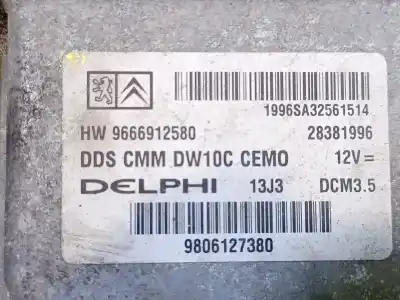 1996SA32561514
HW 9666912580 28381996
DDS CMM DW10C CEMO 12V =
DELPHI 13J3 DCM3.5
9806127380